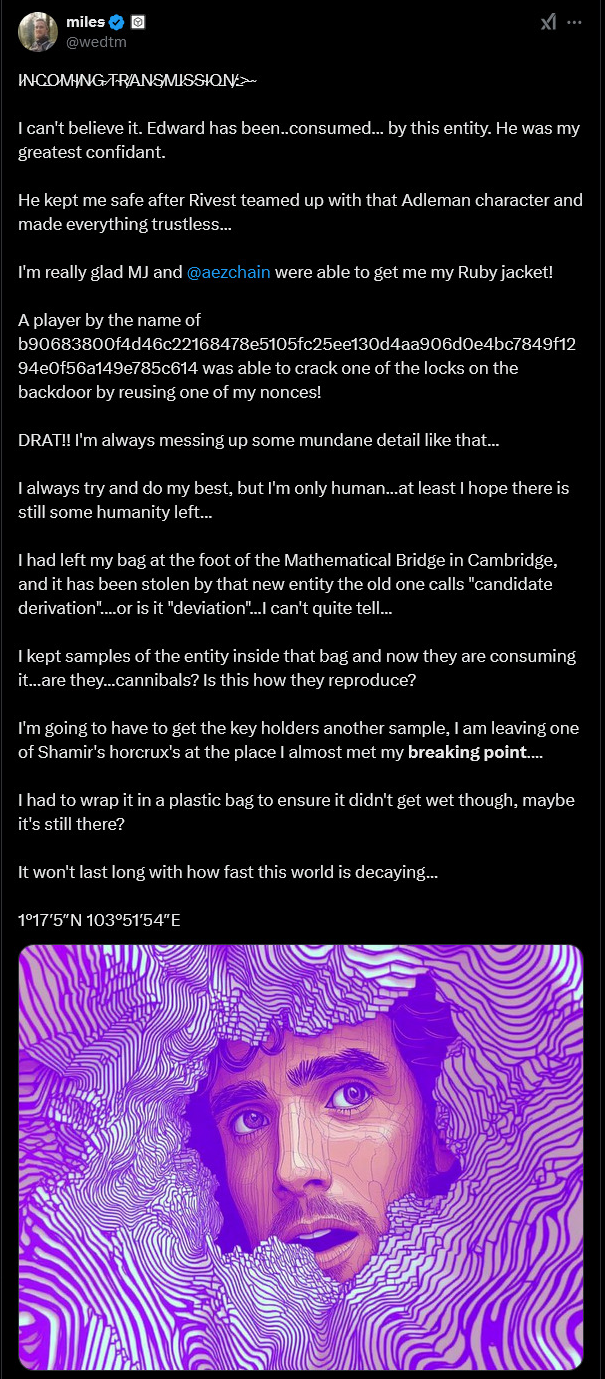 miles
@wedtm
INCOMING TRANSMISSION/>~
I can't believe it. Edward has been..consumed... by this entity. He was my
greatest confidant.
He kept me safe after Rivest teamed up with that Adleman character and
made everything trustless...
I'm really glad MJ and @aezchain were able to get me my Ruby jacket!
A player by the name of
b90683800f4d46c22168478e5105fc25ee130d4aa906d0e4bc7849f12
94e0f56a149e785c614 was able to crack one of the locks on the
backdoor by reusing one of my nonces!
DRAT!! I'm always messing up some mundane detail like that...
I always try and do my best, but I'm only human...at least I hope there is
still some humanity left...
I had left my bag at the foot of the Mathematical Bridge in Cambridge,
and it has been stolen by that new entity the old one calls "candidate
derivation"....or is it "deviation"...I can't quite tell...
I kept samples of the entity inside that bag and now they are consuming
it...are they...cannibals? Is this how they reproduce?
I'm going to have to get the key holders another sample, I am leaving one
of Shamir's horcrux's at the place I almost met my breaking point....
I had to wrap it in a plastic bag to ensure it didn't get wet though, maybe
it's still there?
It won't last long with how fast this world is decaying...
1°17′5″N 103°51′54″E